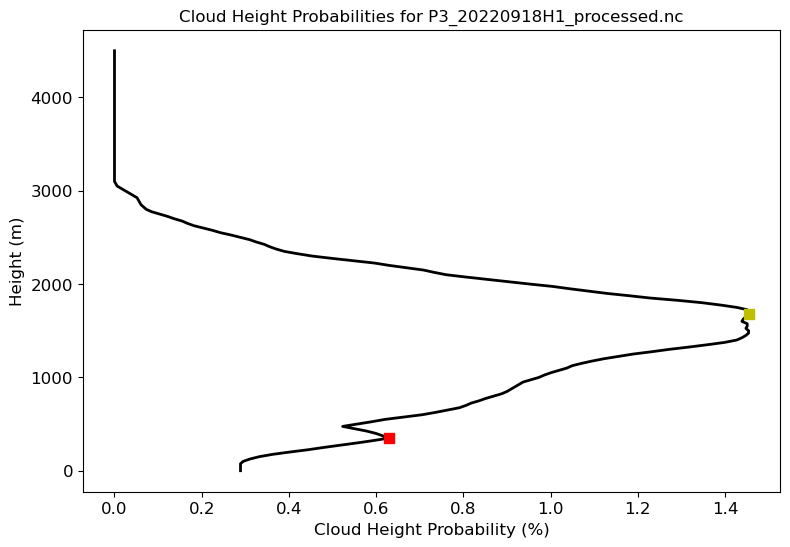 Cloud Height Probabilities for P3_20220918H1_processed.nc
4000
3000
2000
1000
0
Height (m)
0.0 0.2 0.4 0.6 0.8 1.0 1.2 1.4
Cloud Height Probability (%)